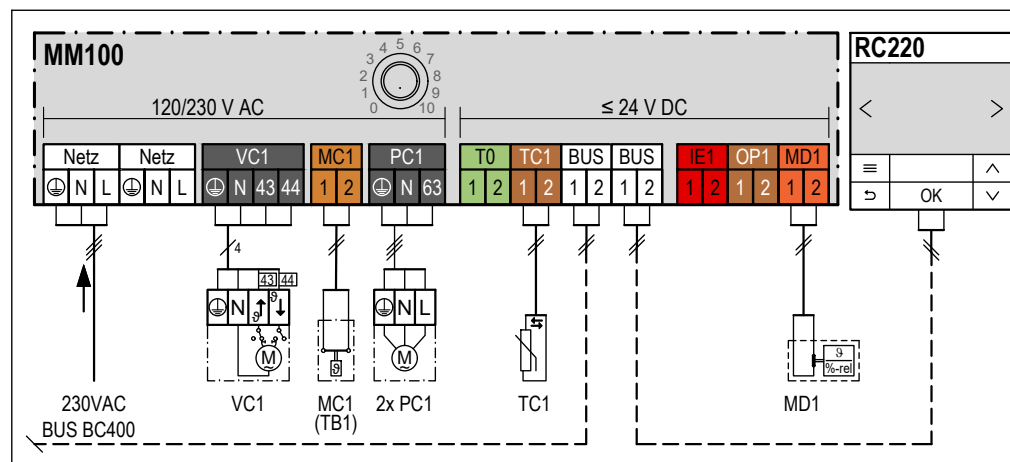 MM100
RC220
0 1 2 3 4 5 6 7 8 9 10
120/230 V AC
≤ 24 V DC
< >
Netz Netz VC1 MC1 PC1 T0 TC1 BUS BUS IE1 OP1 MD1
N L N L N 43 44 1 2 N 63 1 2 1 2 1 2 1 2 1 2 1 2 1 2
OK
4
43 44
N ϑ ϑ
N L
M
ϑ
M
ϑ
%-rel
230VAC
VC1
MC1
(TB1)
2x PC1
TC1
MD1
BUS BC400